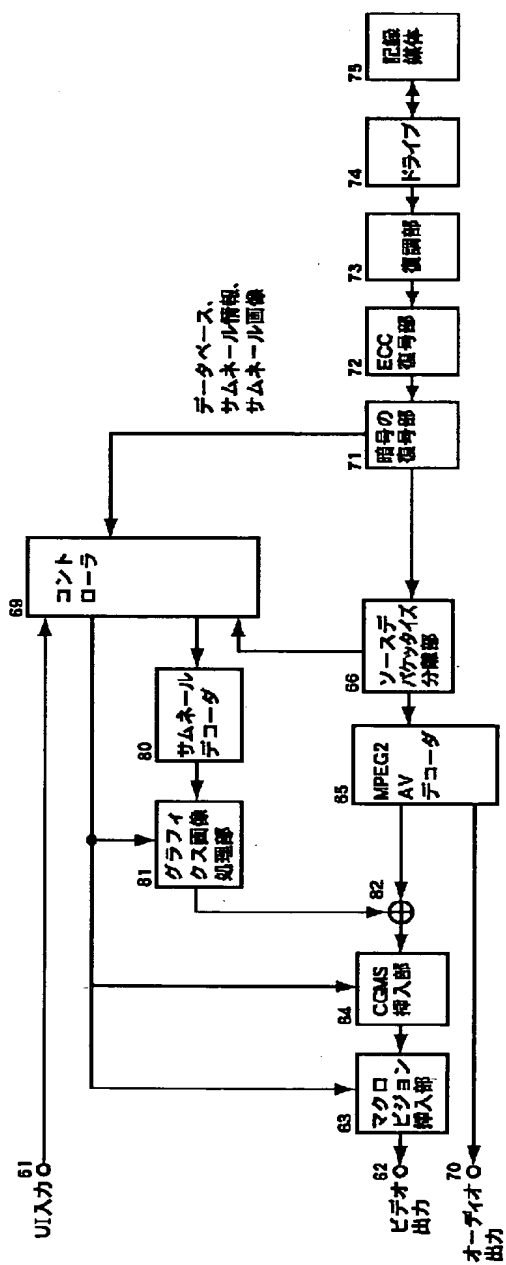 61
UI入力
62
ビデオ
出力
70
オーディオ
出力
63
マクロ
ビジョン
挿入部
64
CGMS
挿入部
82
81
グラフィ
クス画像
処理部
80
サムネール
デコーダ
69
コント
ローラ
65
MPEG2
AV
デコーダ
66
ソースデ
パケッタイズ
分離部
データベース、
サムネール情報、
サムネール画像
71
暗号の
復号部
72
ECC
復号部
73
復調部
74
ドライブ
75
記録
媒体